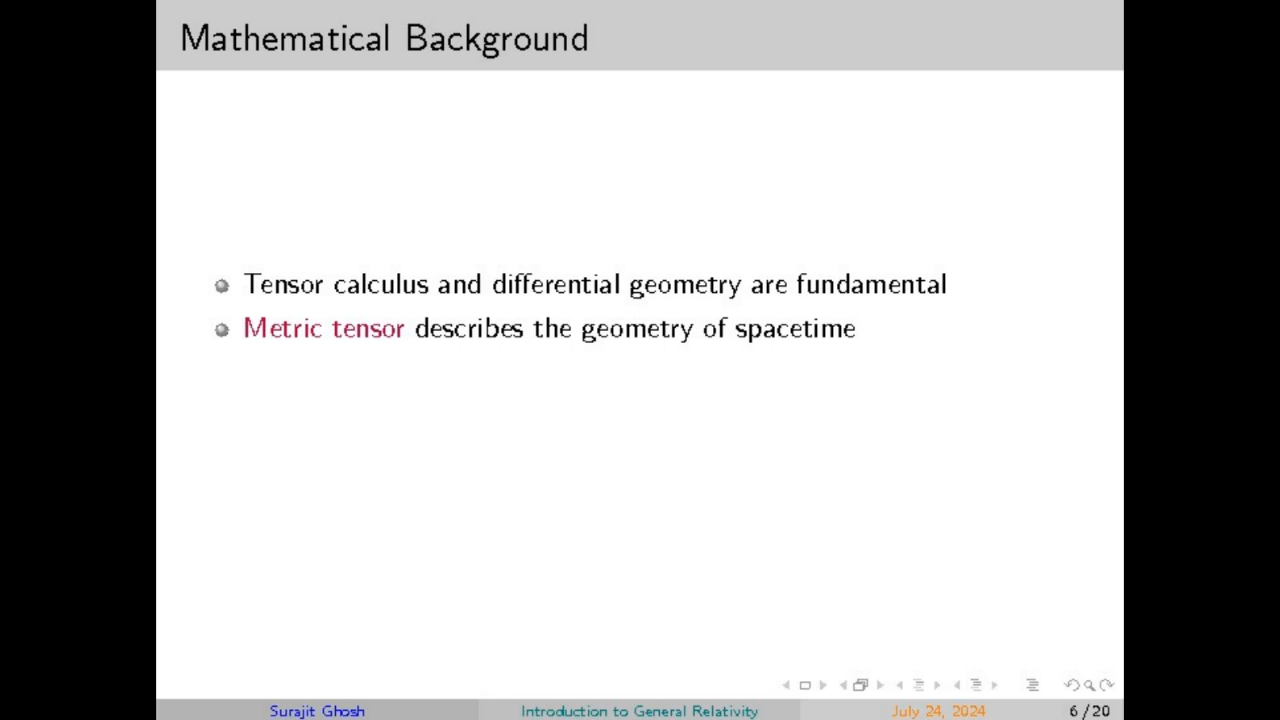 Mathematical Background
Tensor calculus and differential geometry are fundamental
Metric tensor describes the geometry of spacetime
Surajit Ghosh
Introduction to General Relativity
July 24, 2024
6 / 20